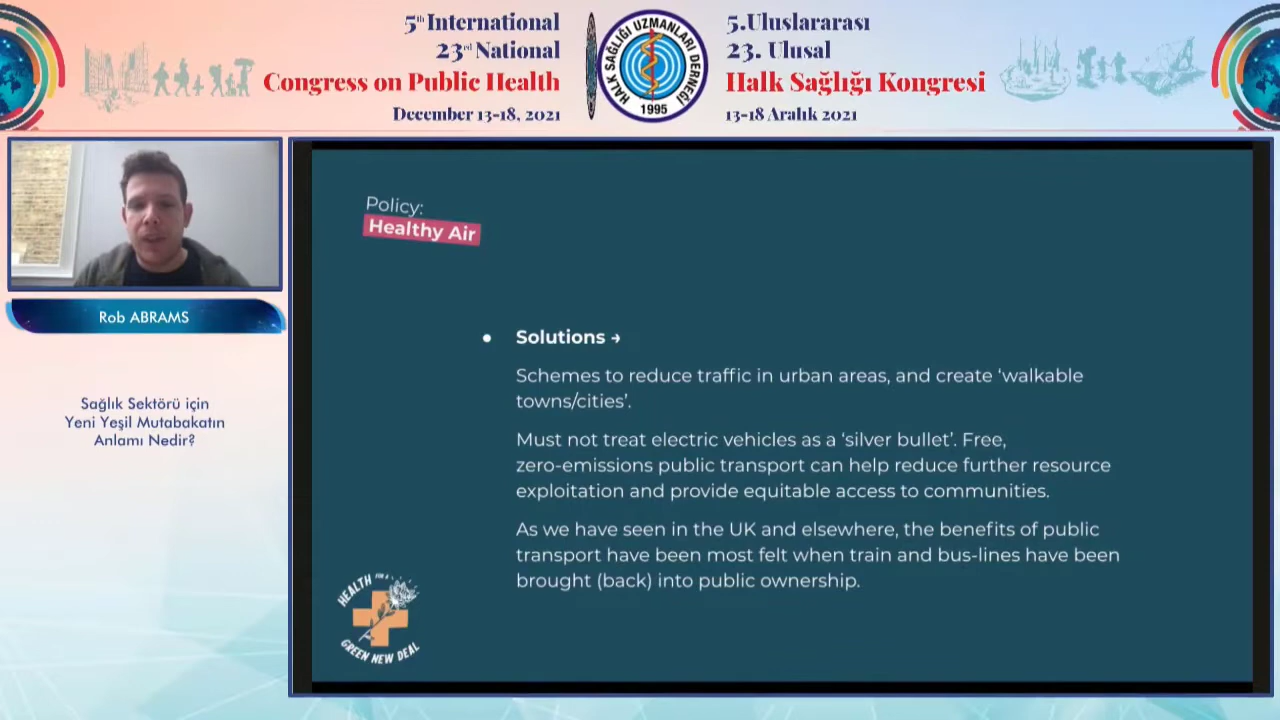 5th International
23rd National
Congress on Public Health
December 13-18, 2021
HALK SAĞLIĞI UZMANLARI DERNEĞİ
1995
5.Uluslararası
23. Ulusal
Halk Sağlığı Kongresi
13-18 Aralık 2021
Rob ABRAMS
Sağlık Sektörü için
Yeni Yeşil Mutabakatın
Anlamı Nedir?
Policy:
Healthy Air
• Solutions →
Schemes to reduce traffic in urban areas, and create ‘walkable
towns/cities’.
Must not treat electric vehicles as a ‘silver bullet’. Free,
zero-emissions public transport can help reduce further resource
exploitation and provide equitable access to communities.
As we have seen in the UK and elsewhere, the benefits of public
transport have been most felt when train and bus-lines have been
brought (back) into public ownership.
HEALTH FOR A
GREEN NEW DEAL